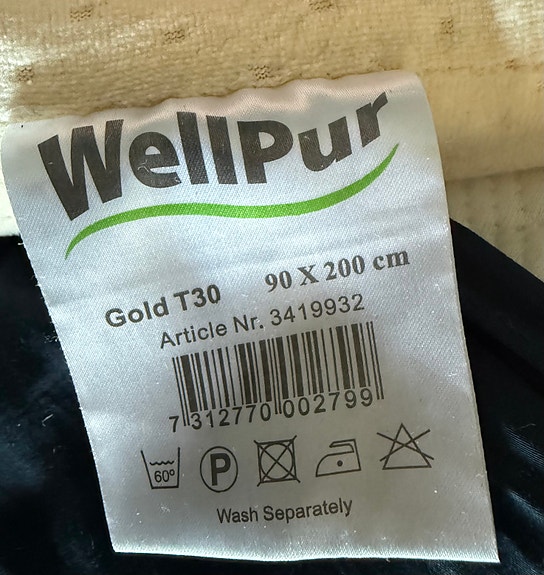 WellPur
Gold T30 90 X 200 cm
Article Nr. 3419932
7 312770 002799
60° P
Wash Separately